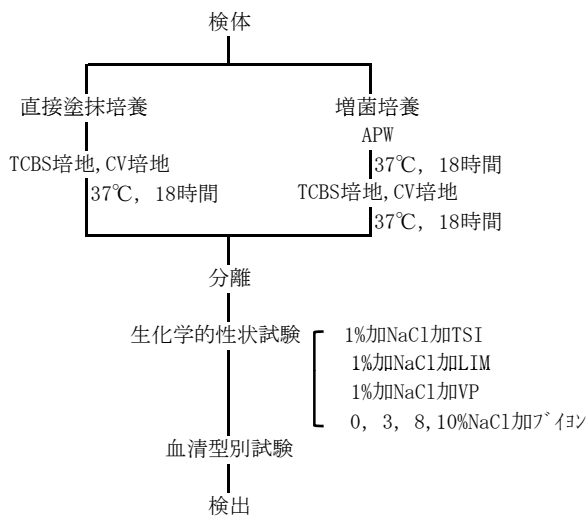 検体
直接塗抹培養
TCBS培地,CV培地
37℃, 18時間
増菌培養
APW
37℃, 18時間
TCBS培地,CV培地
37℃, 18時間
分離
生化学的性状試験
1%加NaCl加TSI
1%加NaCl加LIM
1%加NaCl加VP
0, 3, 8,10%NaCl加ﾌﾞｲﾖﾝ
血清型別試験
検出